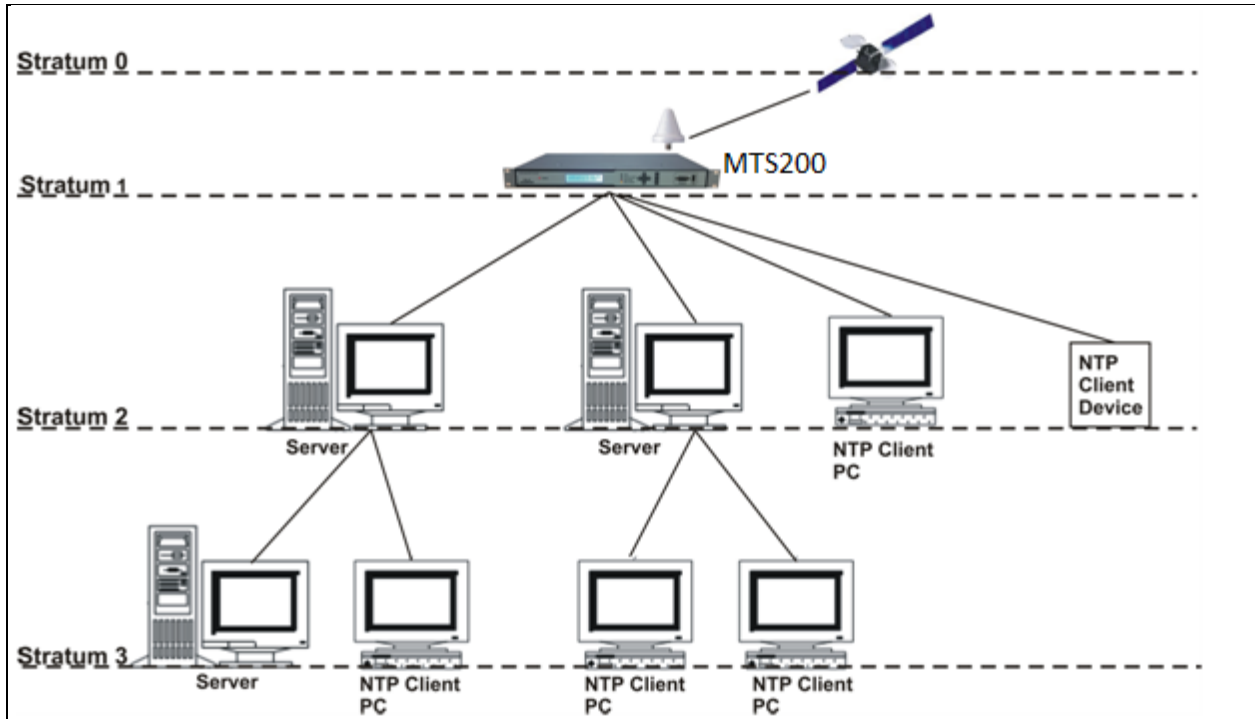 Stratum 0
MTS200
Stratum 1
NTP
Client
Device
Stratum 2
Server
Server
NTP Client
PC
Stratum 3
Server
NTP Client
PC
NTP Client
PC
NTP Client
PC